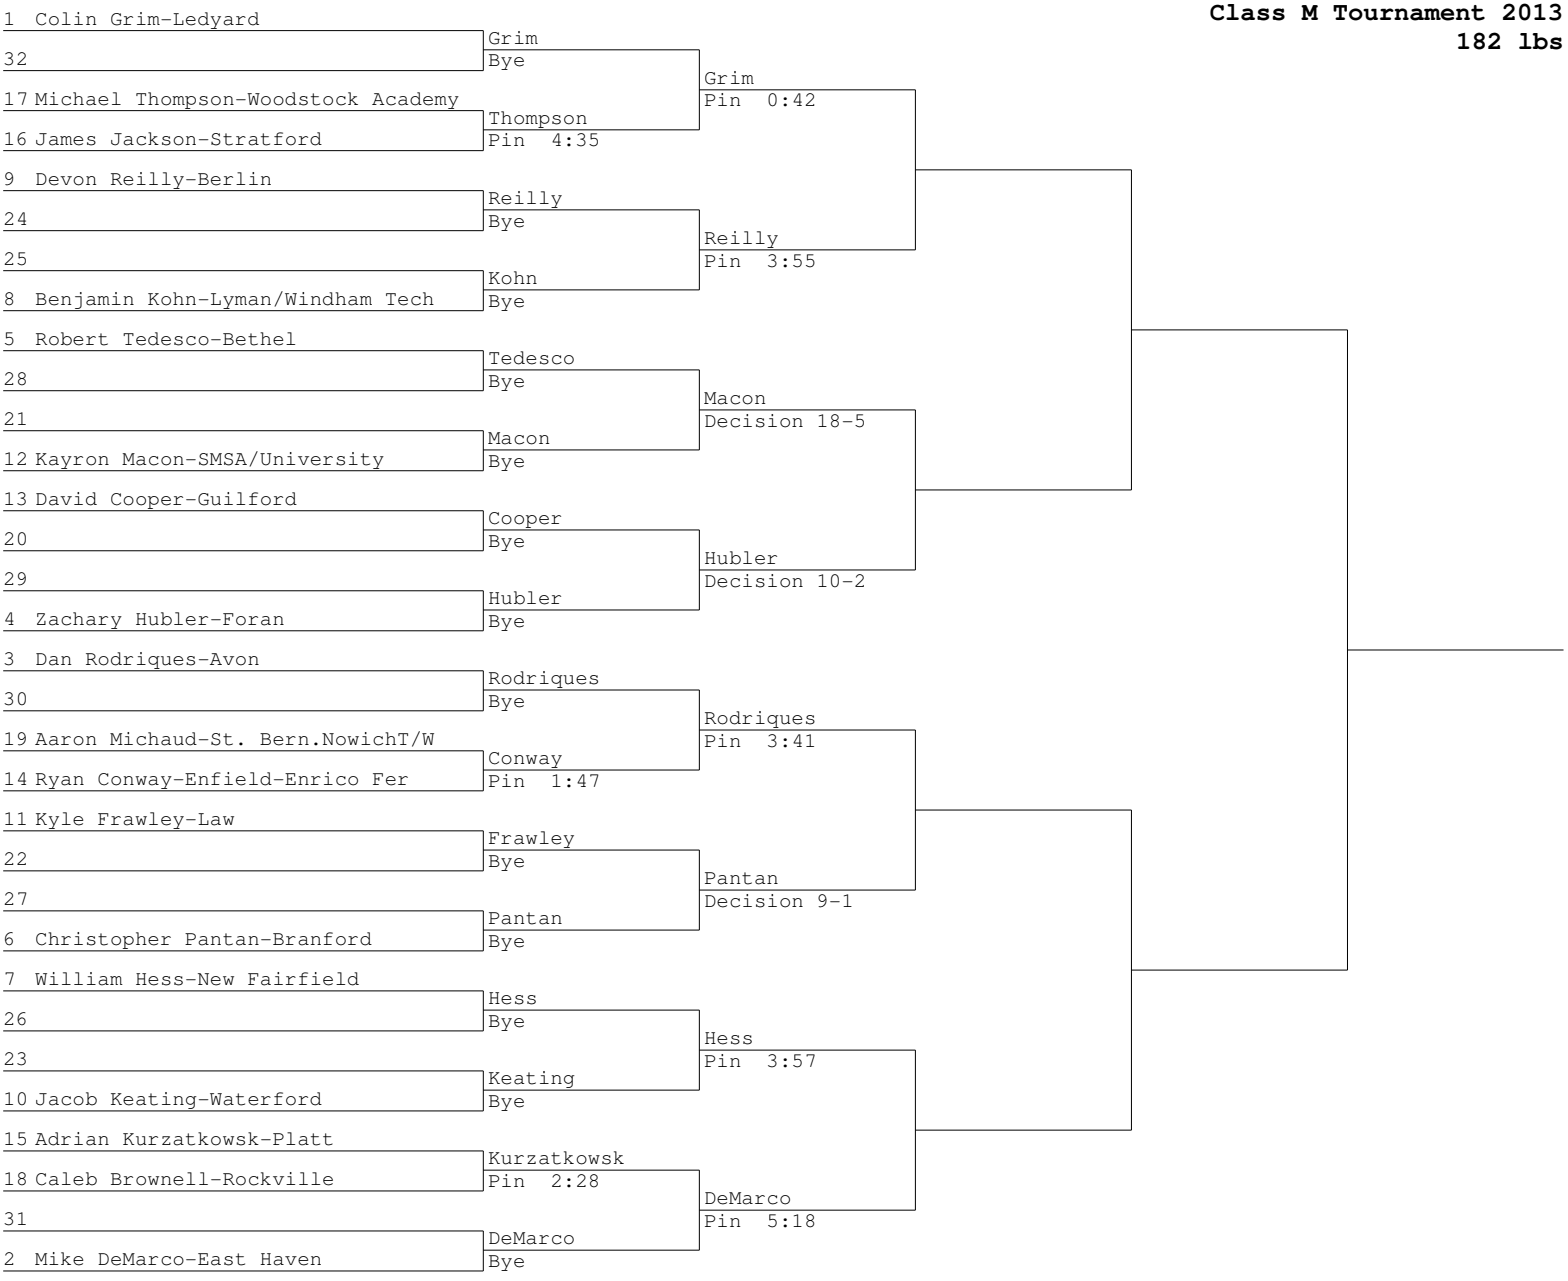 Class M Tournament 2013
182 lbs
1 Colin Grim-Ledyard
Grim
32
Bye
Grim
17 Michael Thompson-Woodstock Academy
Pin 0:42
Thompson
16 James Jackson-Stratford
Pin 4:35
9 Devon Reilly-Berlin
Reilly
24
Bye
Reilly
25
Pin 3:55
Kohn
8 Benjamin Kohn-Lyman/Windham Tech
Bye
5 Robert Tedesco-Bethel
Tedesco
28
Bye
Macon
21
Decision 18-5
Macon
12 Kayron Macon-SMSA/University
Bye
13 David Cooper-Guilford
Cooper
20
Bye
Hubler
29
Decision 10-2
Hubler
4 Zachary Hubler-Foran
Bye
3 Dan Rodriques-Avon
Rodriques
30
Bye
Rodriques
19 Aaron Michaud-St. Bern.NowichT/W
Pin 3:41
Conway
14 Ryan Conway-Enfield-Enrico Fer
Pin 1:47
11 Kyle Frawley-Law
Frawley
22
Bye
Pantan
27
Decision 9-1
Pantan
6 Christopher Pantan-Branford
Bye
7 William Hess-New Fairfield
Hess
26
Bye
Hess
23
Pin 3:57
Keating
10 Jacob Keating-Waterford
Bye
15 Adrian Kurzatkowsk-Platt
Kurzatkowsk
18 Caleb Brownell-Rockville
Pin 2:28
DeMarco
31
Pin 5:18
DeMarco
2 Mike DeMarco-East Haven
Bye